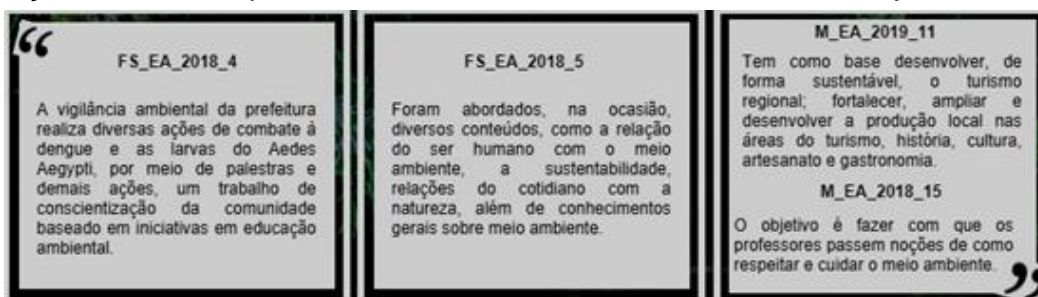 FS_EA_2018_4
A vigilância ambiental da prefeitura
realiza diversas ações de combate á
dengue e as larvas do Aedes
Aegypti, por meio de palestras e
demais ações, um trabalho de
conscientização da comunidade
baseado em iniciativas em educação
ambiental.
FS_EA_2018_5
Foram abordados, na ocasião,
diversos conteúdos, como a relação
do ser humano com o meio
ambiente, a sustentabilidade,
relações do cotidiano com a
natureza, além de conhecimentos
gerais sobre meio ambiente.
M_EA_2019_11
Tem como base desenvolver, de
forma sustentável, o turismo
regional; fortalecer, ampliar e
desenvolver a produção local nas
áreas do turismo, história, cultura,
artesanato e gastronomia.
M_EA_2018_15
O objetivo é fazer com que os
professores passem noções de como
respeitar e cuidar o meio ambiente.